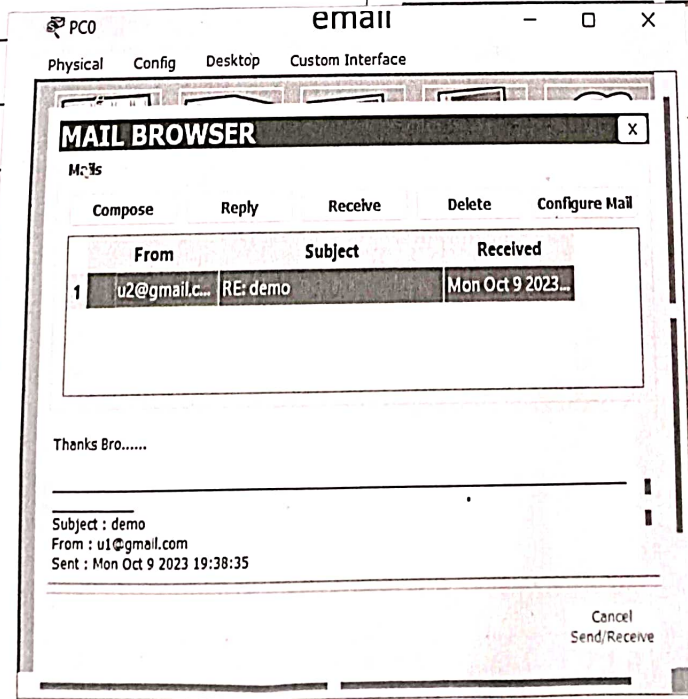 email
PC0
Physical Config Desktop Custom Interface
MAIL BROWSER X
Mails
Compose Reply Receive Delete Configure Mail
From Subject Received
1 u2@gmail.c... RE: demo Mon Oct 9 2023...
Thanks Bro......
Subject : demo
From : u1@gmail.com
Sent : Mon Oct 9 2023 19:38:35
Cancel
Send/Receive